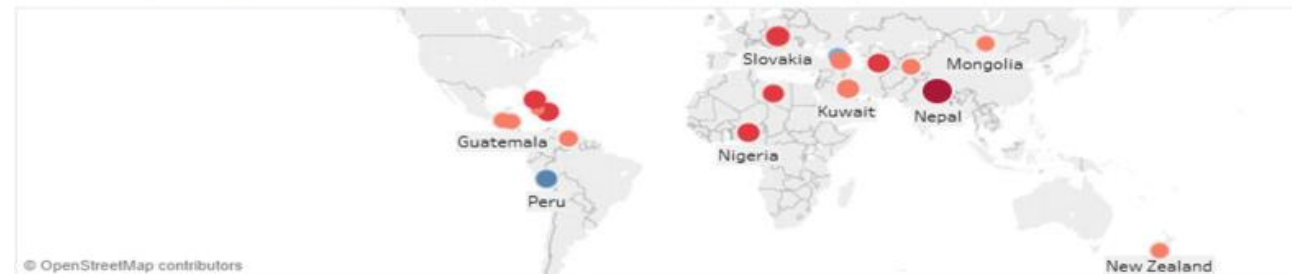 Slovakia
Mongolia
Kuwait
Nepal
Guatemala
Nigeria
Peru
© OpenStreetMap contributors
New Zealand